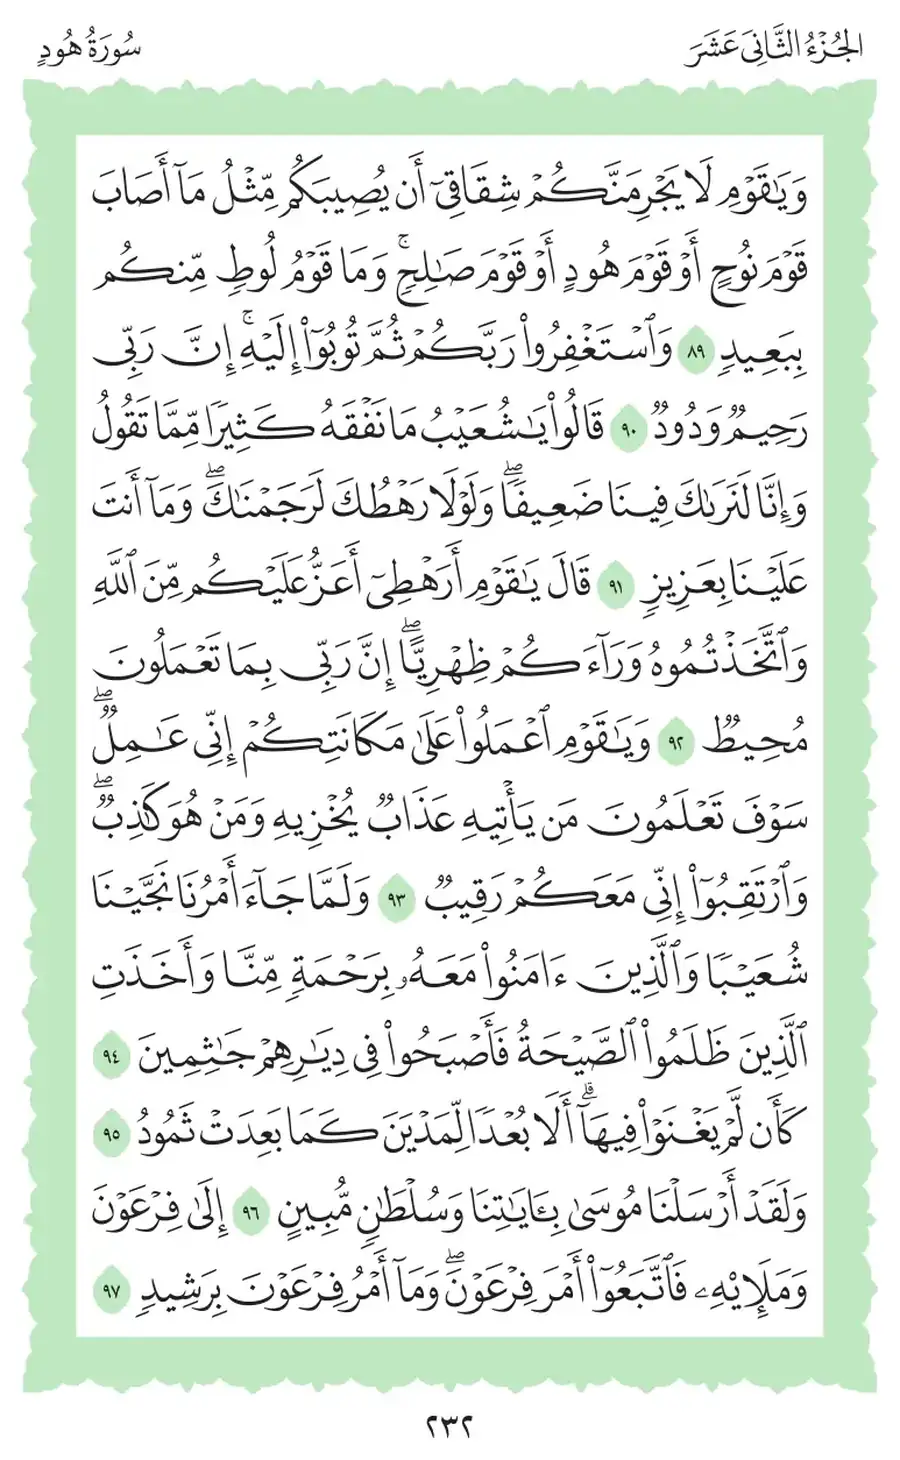 الجُزْءُ الثَّانِيَ عَشَرَ
سُورَةُ هُودٍ
وَيَٰقَوْمِ لَا يَجْرِمَنَّكُمْ شِقَاقِيٓ أَن يُصِيبَكُم مِّثْلُ مَآ أَصَابَ
قَوْمَ نُوحٍ أَوْ قَوْمَ هُودٍ أَوْ قَوْمَ صَٰلِحٍۚ وَمَا قَوْمُ لُوطٍ مِّنكُم
بِبَعِيدٍ ٨٩ وَٱسْتَغْفِرُوا۟ رَبَّكُمْ ثُمَّ تُوبُوٓا۟ إِلَيْهِۚ إِنَّ رَبِّي
رَحِيمٌ وَدُودٌ ٩٠ قَالُوا۟ يَٰشُعَيْبُ مَا نَفْقَهُ كَثِيرًا مِّمَّا تَقُولُ
وَإِنَّا لَنَرَىٰكَ فِينَا ضَعِيفًاۖ وَلَوْلَا رَهْطُكَ لَرَجَمْنَٰكَۖ وَمَآ أَنتَ
عَلَيْنَا بِعَزِيزٍ ٩١ قَالَ يَٰقَوْمِ أَرَهْطِيٓ أَعَزُّ عَلَيْكُم مِّنَ ٱللَّهِ
وَٱتَّخَذْتُمُوهُ وَرَآءَكُمْ ظِهْرِيًّاۖ إِنَّ رَبِّي بِمَا تَعْمَلُونَ
مُحِيطٌ ٩٢ وَيَٰقَوْمِ ٱعْمَلُوا۟ عَلَىٰ مَكَانَتِكُمْ إِنِّي عَٰمِلٌۖ
سَوْفَ تَعْلَمُونَ مَن يَأْتِيهِ عَذَابٌ يُخْزِيهِ وَمَنْ هُوَ كَٰذِبٌۖ
وَٱرْتَقِبُوٓا۟ إِنِّي مَعَكُمْ رَقِيبٌ ٩٣ وَلَمَّا جَآءَ أَمْرُنَا نَجَّيْنَا
شُعَيْبًا وَٱلَّذِينَ ءَامَنُوا۟ مَعَهُۥ بِرَحْمَةٍ مِّنَّا وَأَخَذَتِ
ٱلَّذِينَ ظَلَمُوا۟ ٱلصَّيْحَةُ فَأَصْبَحُوا۟ فِي دِيَٰرِهِمْ جَٰثِمِينَ ٩٤
كَأَن لَّمْ يَغْنَوْا۟ فِيهَآۗ أَلَا بُعْدًا لِّمَدْيَنَ كَمَا بَعِدَتْ ثَمُودُ ٩٥
وَلَقَدْ أَرْسَلْنَا مُوسَىٰ بِـَٔايَٰتِنَا وَسُلْطَٰنٍ مُّبِينٍ ٩٦ إِلَىٰ فِرْعَوْنَ
وَمَلَإِي۟هِۦ فَٱتَّبَعُوٓا۟ أَمْرَ فِرْعَوْنَۖ وَمَآ أَمْرُ فِرْعَوْنَ بِرَشِيدٍ ٩٧
٢٣٢